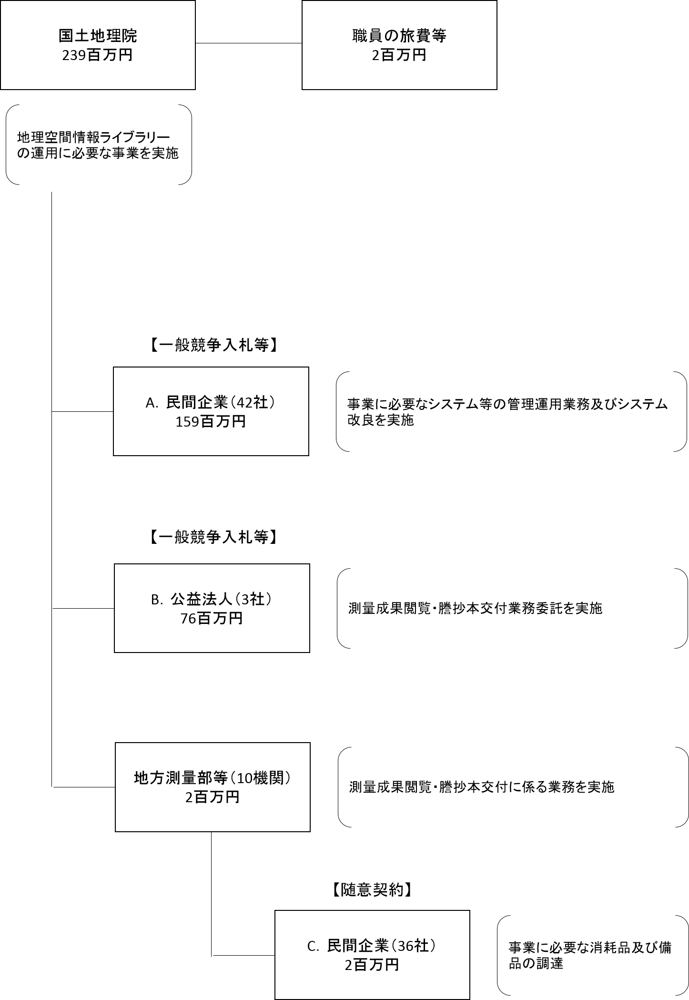 国土地理院
239百万円
職員の旅費等
2百万円
地理空間情報ライブラリー
の運用に必要な事業を実施
【一般競争入札等】
A. 民間企業（42社）
159百万円
事業に必要なシステム等の管理運用業務及びシステム
改良を実施
【一般競争入札等】
B. 公益法人（3社）
76百万円
測量成果閲覧・謄抄本交付業務委託を実施
地方測量部等（10機関）
2百万円
測量成果閲覧・謄抄本交付に係る業務を実施
【随意契約】
C. 民間企業（36社）
2百万円
事業に必要な消耗品及び備
品の調達